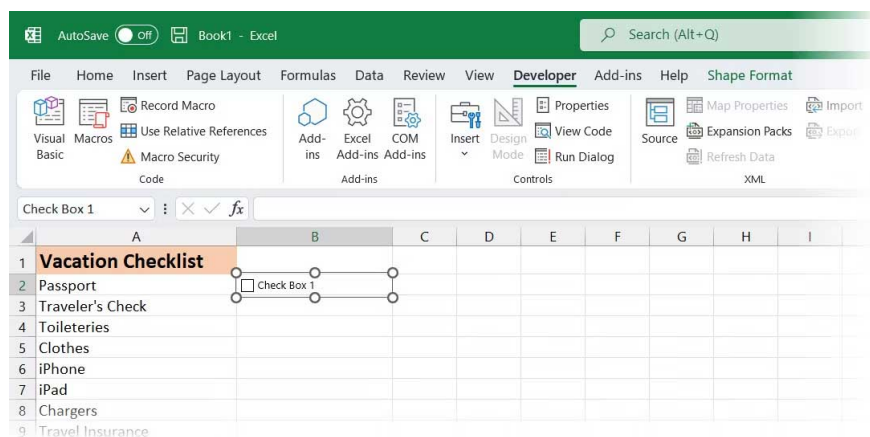 AutoSave Off Book1 - Excel Search (Alt+Q)
File Home Insert Page Layout Formulas Data Review View Developer Add-ins Help Shape Format
Visual Basic
Macros
Record Macro
Use Relative References
Macro Security
Code
Add-ins
Excel Add-ins
COM Add-ins
Add-ins
Insert
Design Mode
Properties
View Code
Run Dialog
Controls
Source
Map Properties
Expansion Packs
Refresh Data
Import
Export
XML
Check Box 1 fx
A B C D E F G H I
1 Vacation Checklist
2 Passport Check Box 1
3 Traveler's Check
4 Toileteries
5 Clothes
6 iPhone
7 iPad
8 Chargers
9 Travel Insurance